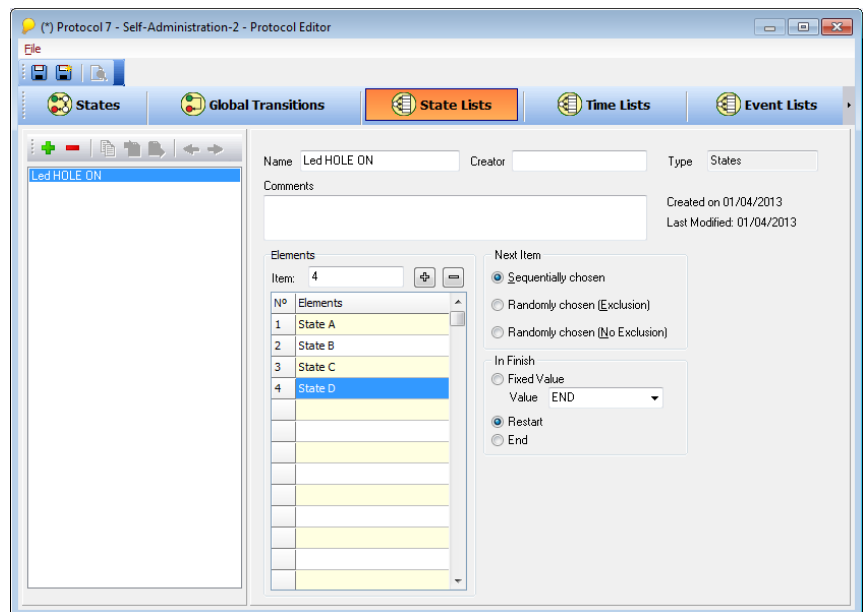 (*) Protocol 7 - Self-Administration-2 - Protocol Editor
File
States Global Transitions State Lists Time Lists Event Lists
Led HOLE ON
Name Led HOLE ON Creator Type States
Comments
Created on 01/04/2013
Last Modified: 01/04/2013
Elements
Item: 4
Nº Elements
1 State A
2 State B
3 State C
4 State D
Next Item
Sequentially chosen
Randomly chosen (Exclusion)
Randomly chosen (No Exclusion)
In Finish
Fixed Value
Value END
Restart
End